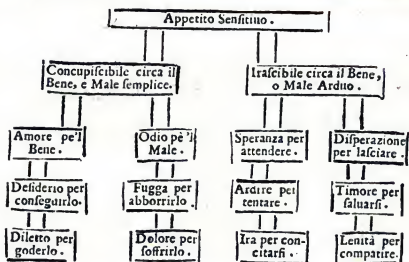 Appetito Sensitiuo.
Concupiscibile circa il
Bene, e Male semplice.
Irascibile circa il Bene,
o Male Arduo.
Amore pe'l
Bene.
Odio pè 'l
Male.
Speranza per
attendere.
Disperazione
per lasciare.
Desiderio per
conseguirlo.
Fugga per
abborrirlo.
Ardire per
tentare.
Timore per
saluarsi.
Diletto per
goderlo.
Dolore per
soffrirlo.
Ira per con-
citarsi.
Lenità per
compatire.